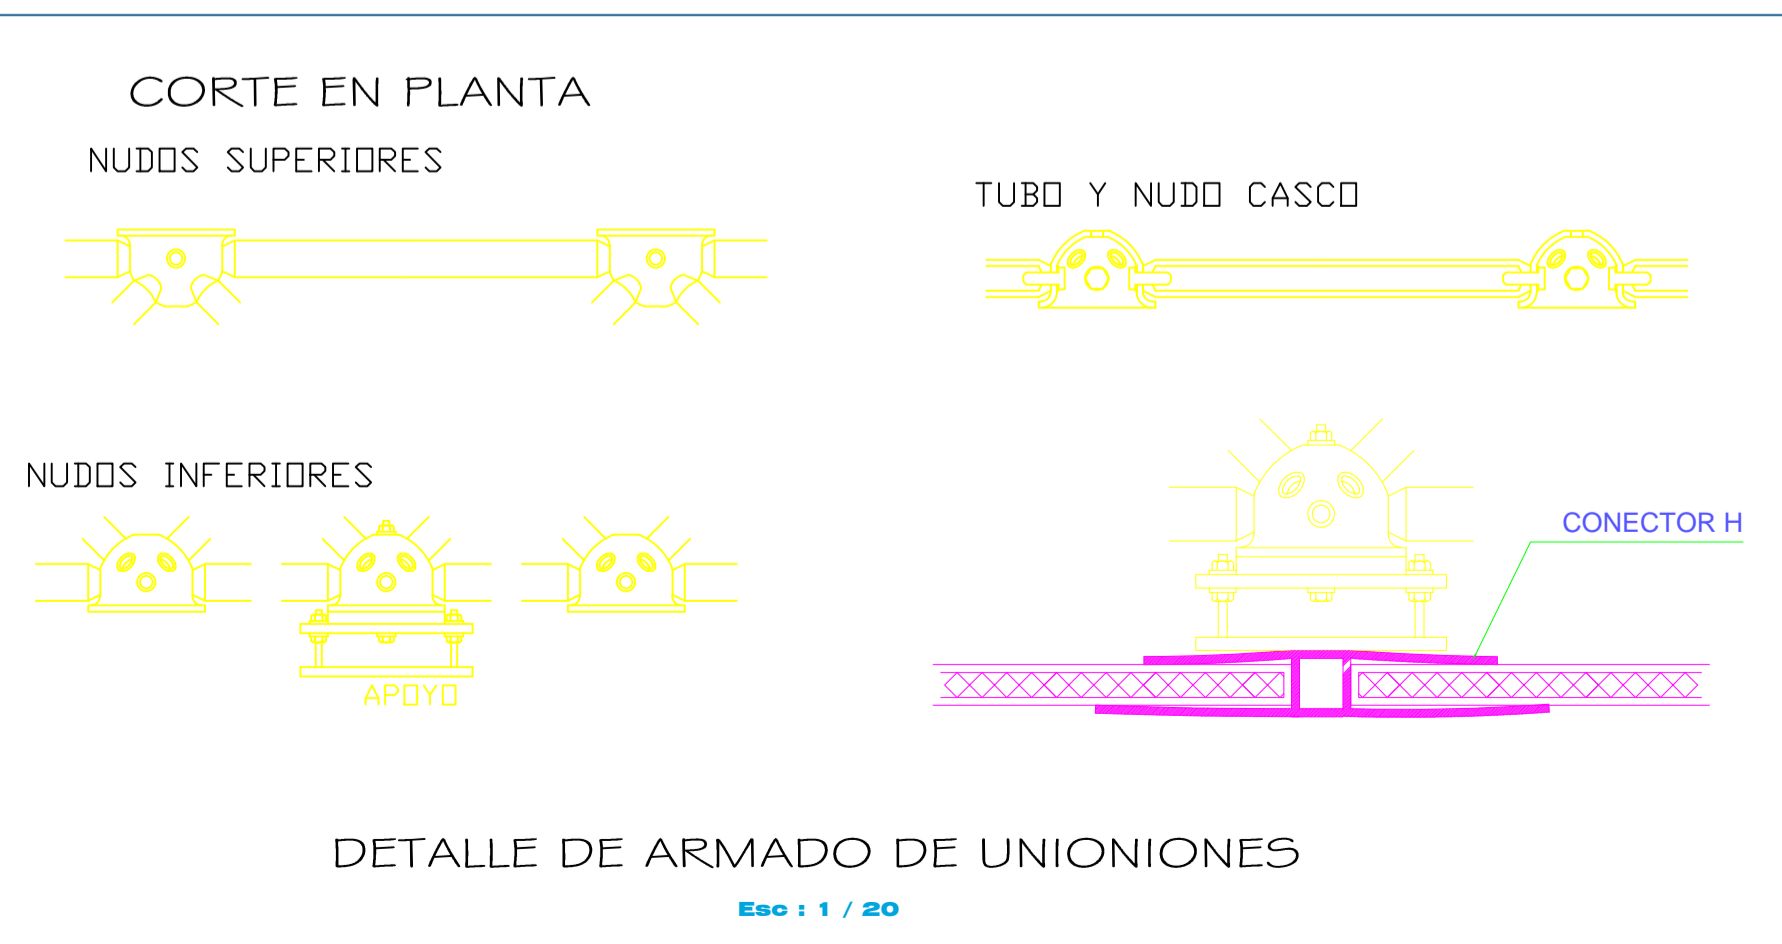 CORTE EN PLANTA
NUDOS SUPERIORES
TUBO Y NUDO CASCO
NUDOS INFERIORES
CONECTOR H
APOYO
DETALLE DE ARMADO DE UNIONIONES
Esc : 1 / 20